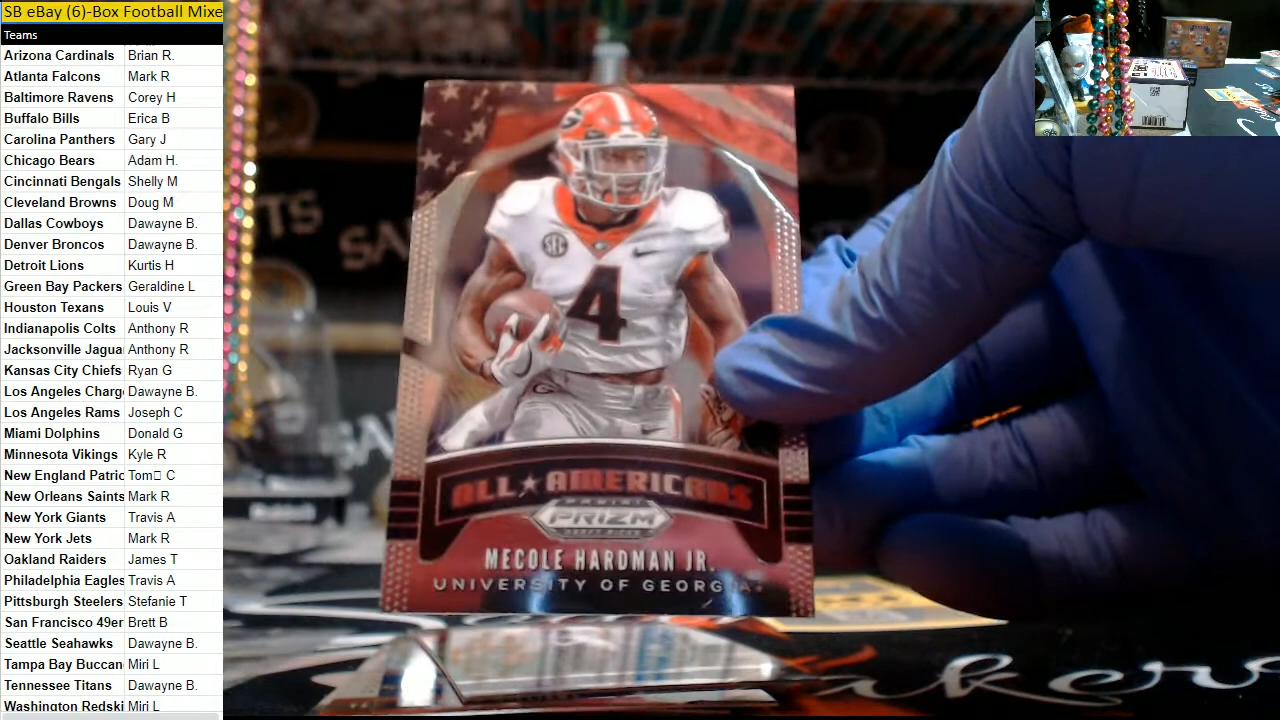 SB eBay (6)-Box Football Mixe
Teams
Arizona Cardinals Brian R.
Atlanta Falcons Mark R
Baltimore Ravens Corey H
Buffalo Bills Erica B
Carolina Panthers Gary J
Chicago Bears Adam H.
Cincinnati Bengals Shelly M
Cleveland Browns Doug M
Dallas Cowboys Dawayne B.
Denver Broncos Dawayne B.
Detroit Lions Kurtis H
Green Bay Packers Geraldine L
Houston Texans Louis V
Indianapolis Colts Anthony R
Jacksonville Jagua Anthony R
Kansas City Chiefs Ryan G
Los Angeles Charg Dawayne B.
Los Angeles Rams Joseph C
Miami Dolphins Donald G
Minnesota Vikings Kyle R
New England Patric Tom□ C
New Orleans Saints Mark R
New York Giants Travis A
New York Jets Mark R
Oakland Raiders James T
Philadelphia Eagles Travis A
Pittsburgh Steelers Stefanie T
San Francisco 49er Brett B
Seattle Seahawks Dawayne B.
Tampa Bay Buccan Miri L
Tennessee Titans Dawayne B.
Washington Redski Miri L
SEC
4
ALL★AMERICANS
PANINI
PRIZM
DRAFT PICKS
MECOLE HARDMAN JR.
UNIVERSITY OF GEORGIA